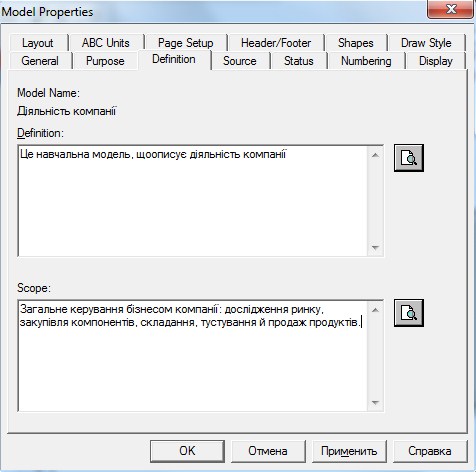 Model Properties
Layout ABC Units Page Setup Header/Footer Shapes Draw Style
General Purpose Definition Source Status Numbering Display
Model Name:
Діяльність компанії
Definition:
Це навчальна модель, щоописує діяльність компанії
Scope:
Загальне керування бізнесом компанії: дослідження ринку,
закупівля компонентів, складання, тустування й продаж продуктів.
OK Отмена Применить Справка